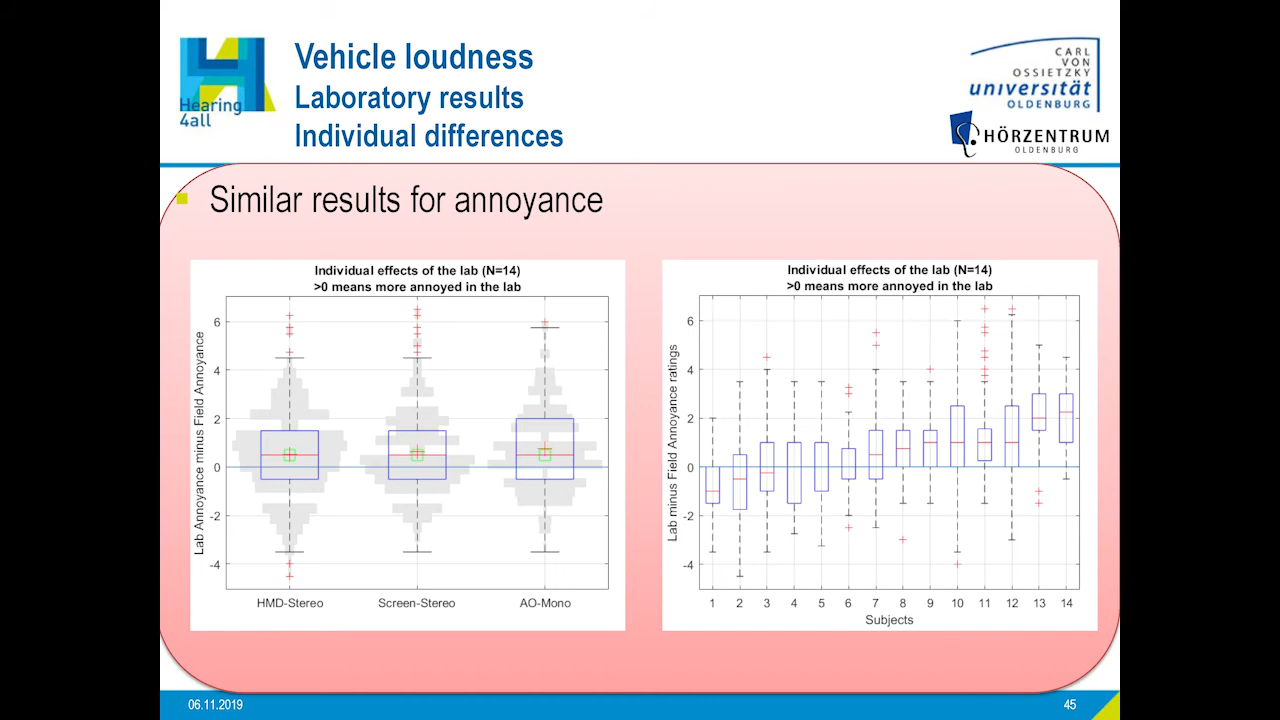 Hearing
4all
Vehicle loudness
Laboratory results
Individual differences
CARL
VON
OSSIETZKY
universität
OLDENBURG
HÖRZENTRUM
OLDENBURG
Similar results for annoyance
Individual effects of the lab (N=14)
>0 means more annoyed in the lab
Lab Annoyance minus Field Annoyance
6
4
2
0
-2
-4
HMD-Stereo Screen-Stereo AO-Mono
Individual effects of the lab (N=14)
>0 means more annoyed in the lab
Lab minus Field Annoyance ratings
6
4
2
0
-2
-4
1 2 3 4 5 6 7 8 9 10 11 12 13 14
Subjects
06.11.2019
45